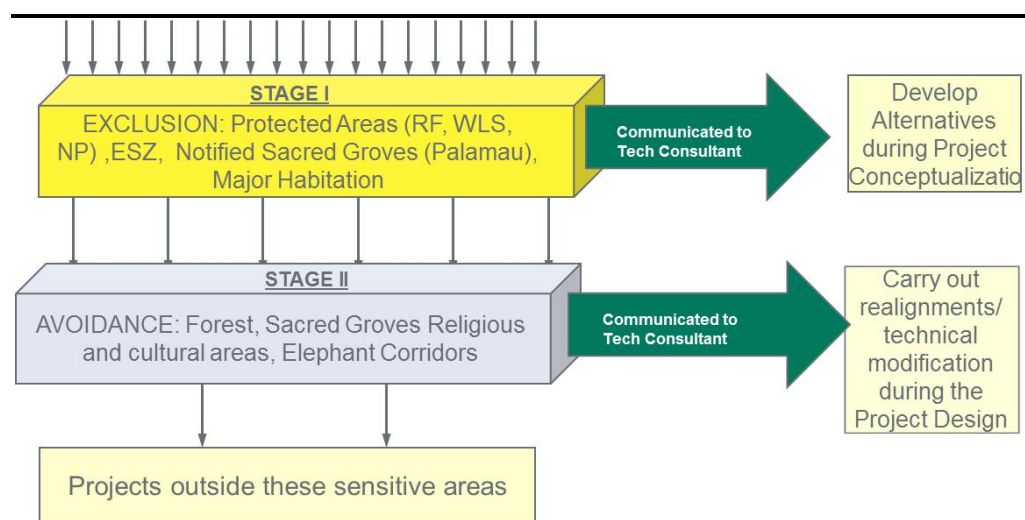 STAGE I
EXCLUSION: Protected Areas (RF, WLS,
NP) ,ESZ, Notified Sacred Groves (Palamau),
Major Habitation
Communicated to
Tech Consultant
Develop
Alternatives
during Project
Conceptualizatio
STAGE II
AVOIDANCE: Forest, Sacred Groves Religious
and cultural areas, Elephant Corridors
Communicated to
Tech Consultant
Carry out
realignments/
technical
modification
during the
Project Design
Projects outside these sensitive areas